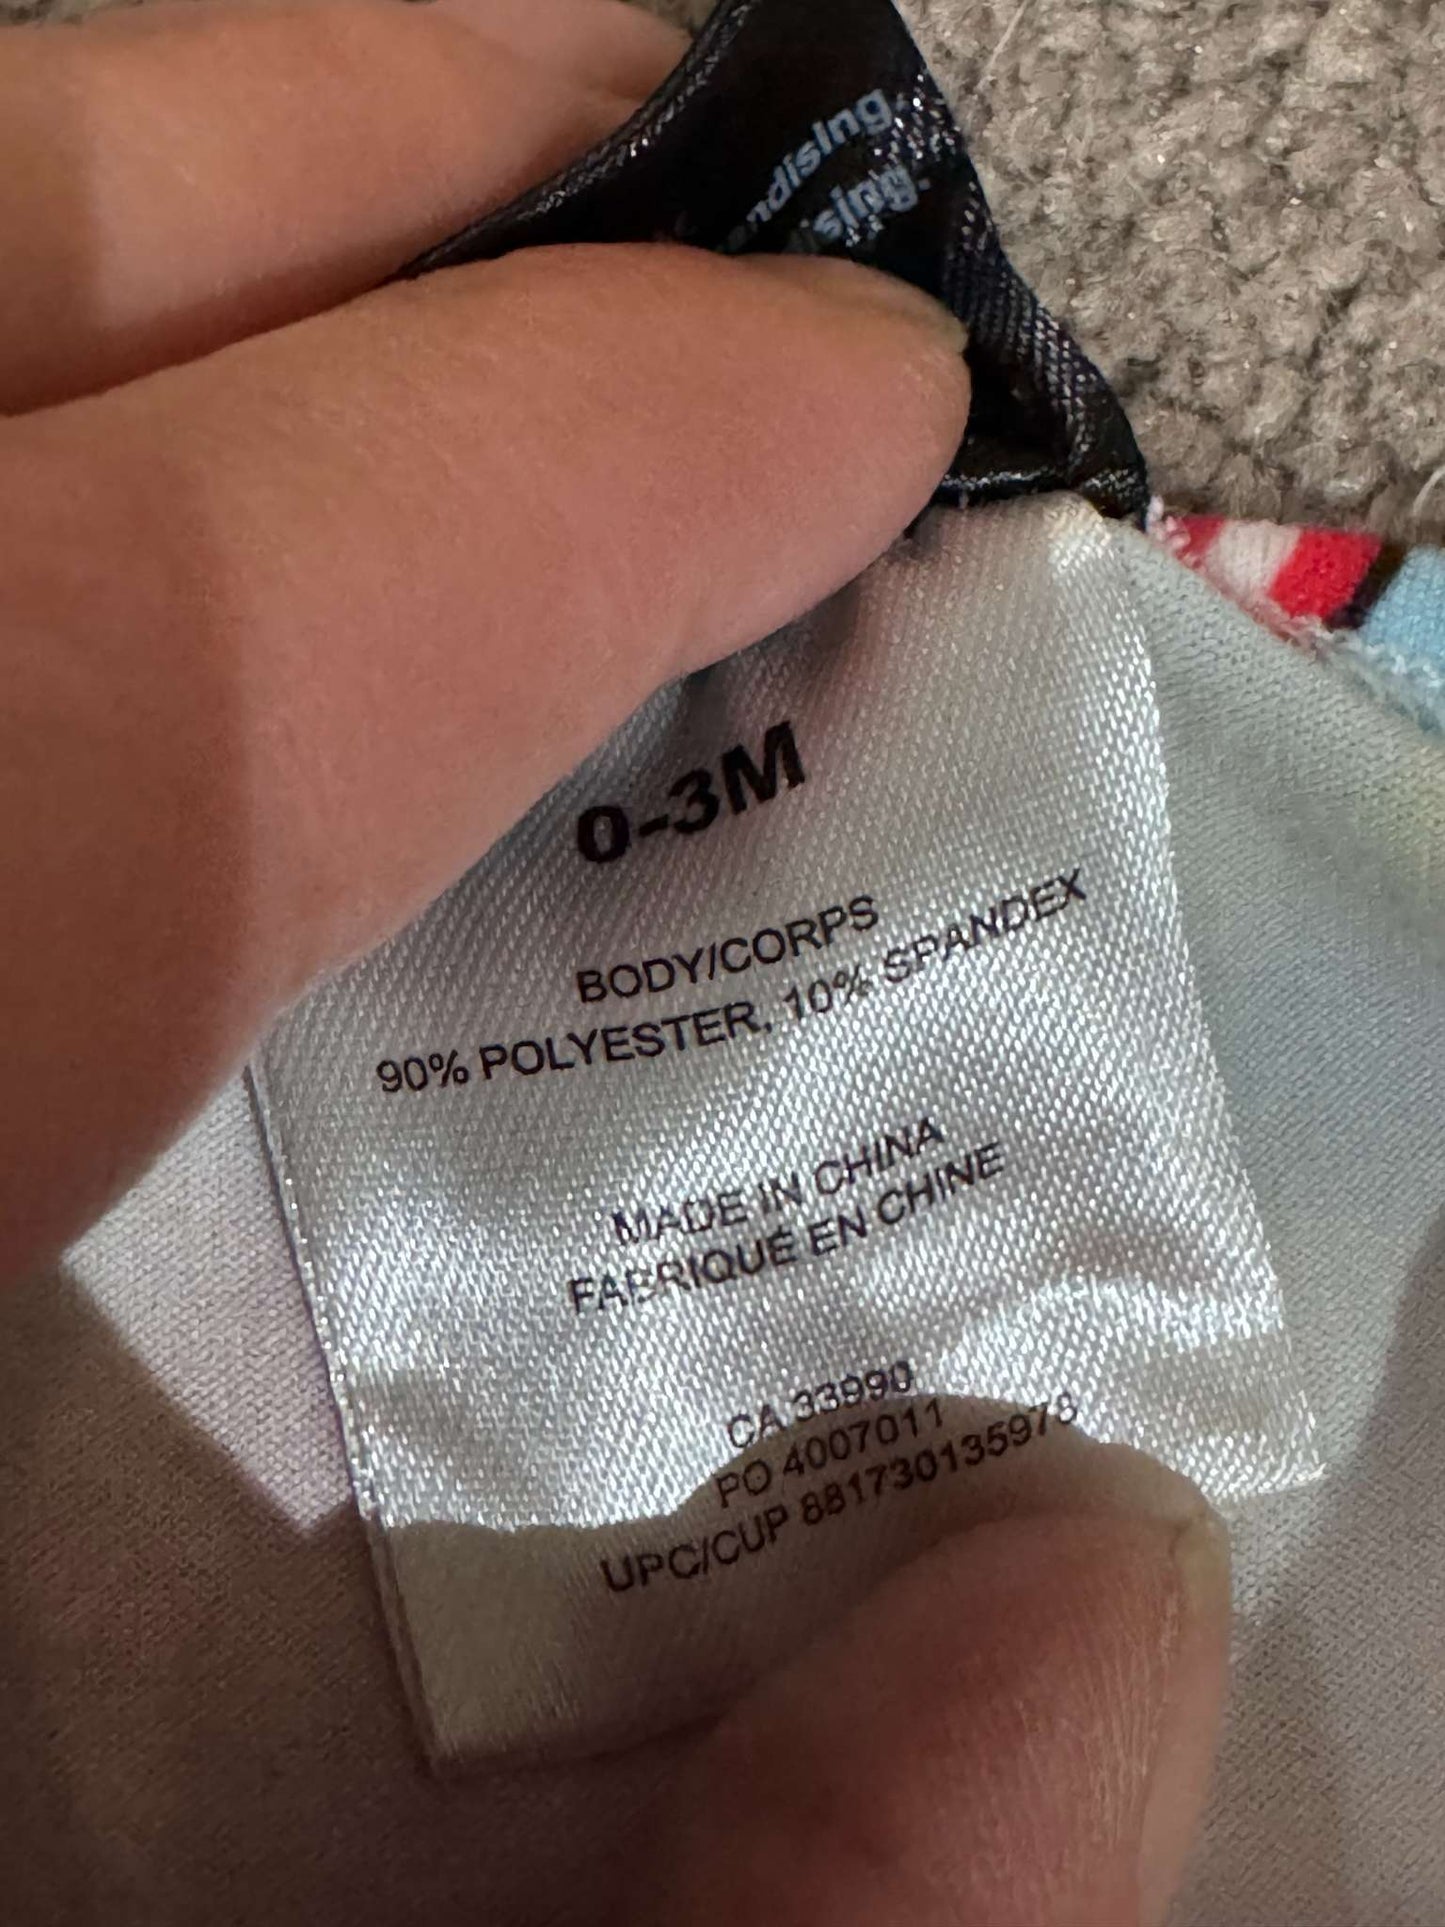 0-3M
BODY/CORPS
90% POLYESTER, 10% SPANDEX
MADE IN CHINA
FABRIQUÉ EN CHINE
CA 33990
PO 4007011
UPC/CUP 881730135978